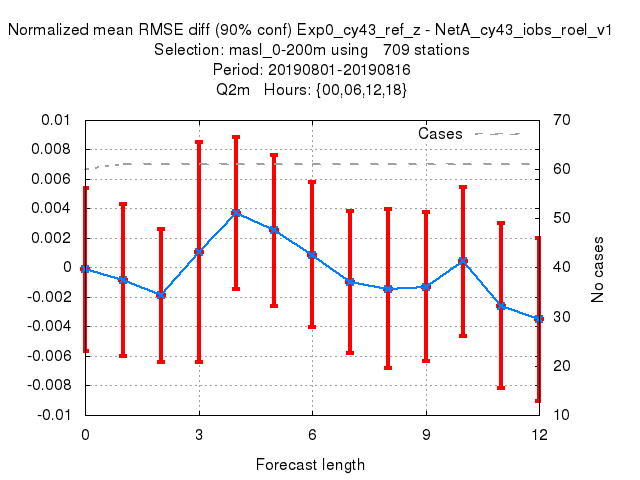 Normalized mean RMSE diff (90% conf) Exp0_cy43_ref_z - NetA_cy43_iobs_roel_v1
Selection: masl_0-200m using 709 stations
Period: 20190801-20190816
Q2m Hours: {00,06,12,18}
Cases
0.01
0.008
0.006
0.004
0.002
0
-0.002
-0.004
-0.006
-0.008
-0.01
70
60
50
40
30
20
10
No cases
0 3 6 9 12
Forecast length